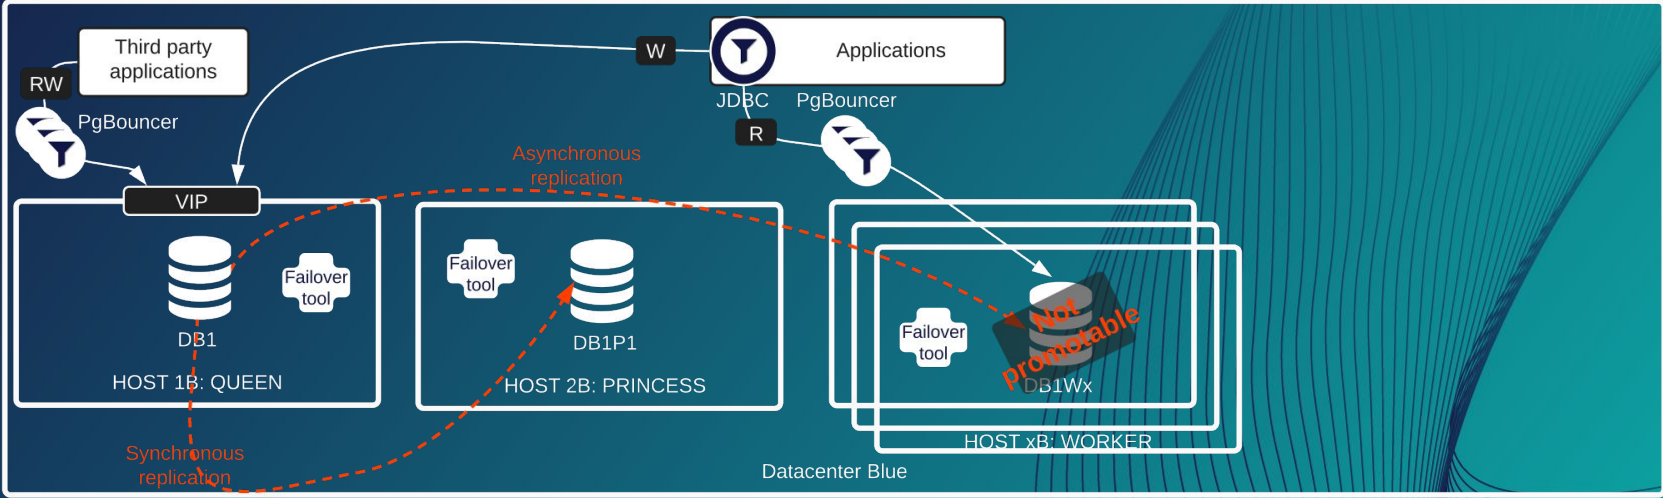 Third party
applications
RW
PgBouncer
W
Applications
JDBC
PgBouncer
R
Asynchronous
replication
VIP
Failover
tool
DB1
HOST 1B: QUEEN
Failover
tool
DB1P1
HOST 2B: PRINCESS
Failover
tool
Not
promotable
DB1Wx
HOST xB: WORKER
Synchronous
replication
Datacenter Blue